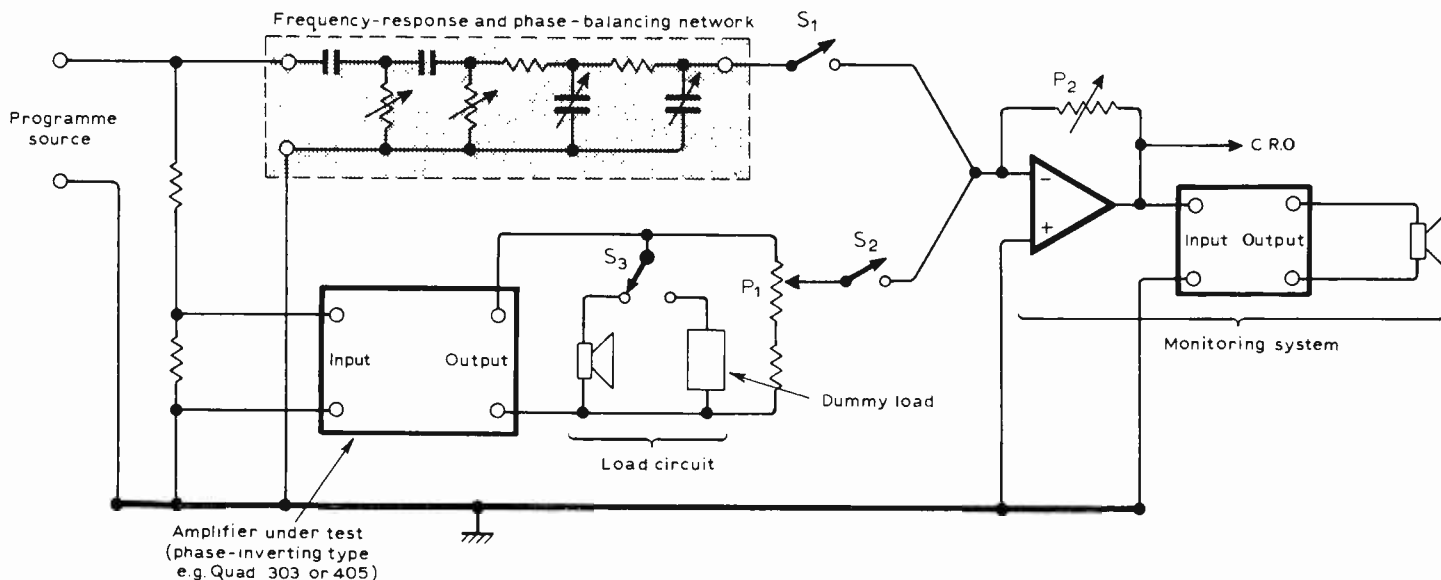 Frequency-response and phase-balancing network
S1
P2
Programme
source
C.R.O
S2
S3
P1
Input Output
Input
Output
Monitoring system
Dummy load
Load circuit
Amplifier under test
(phase-inverting type
e.g. Quad 303 or 405)